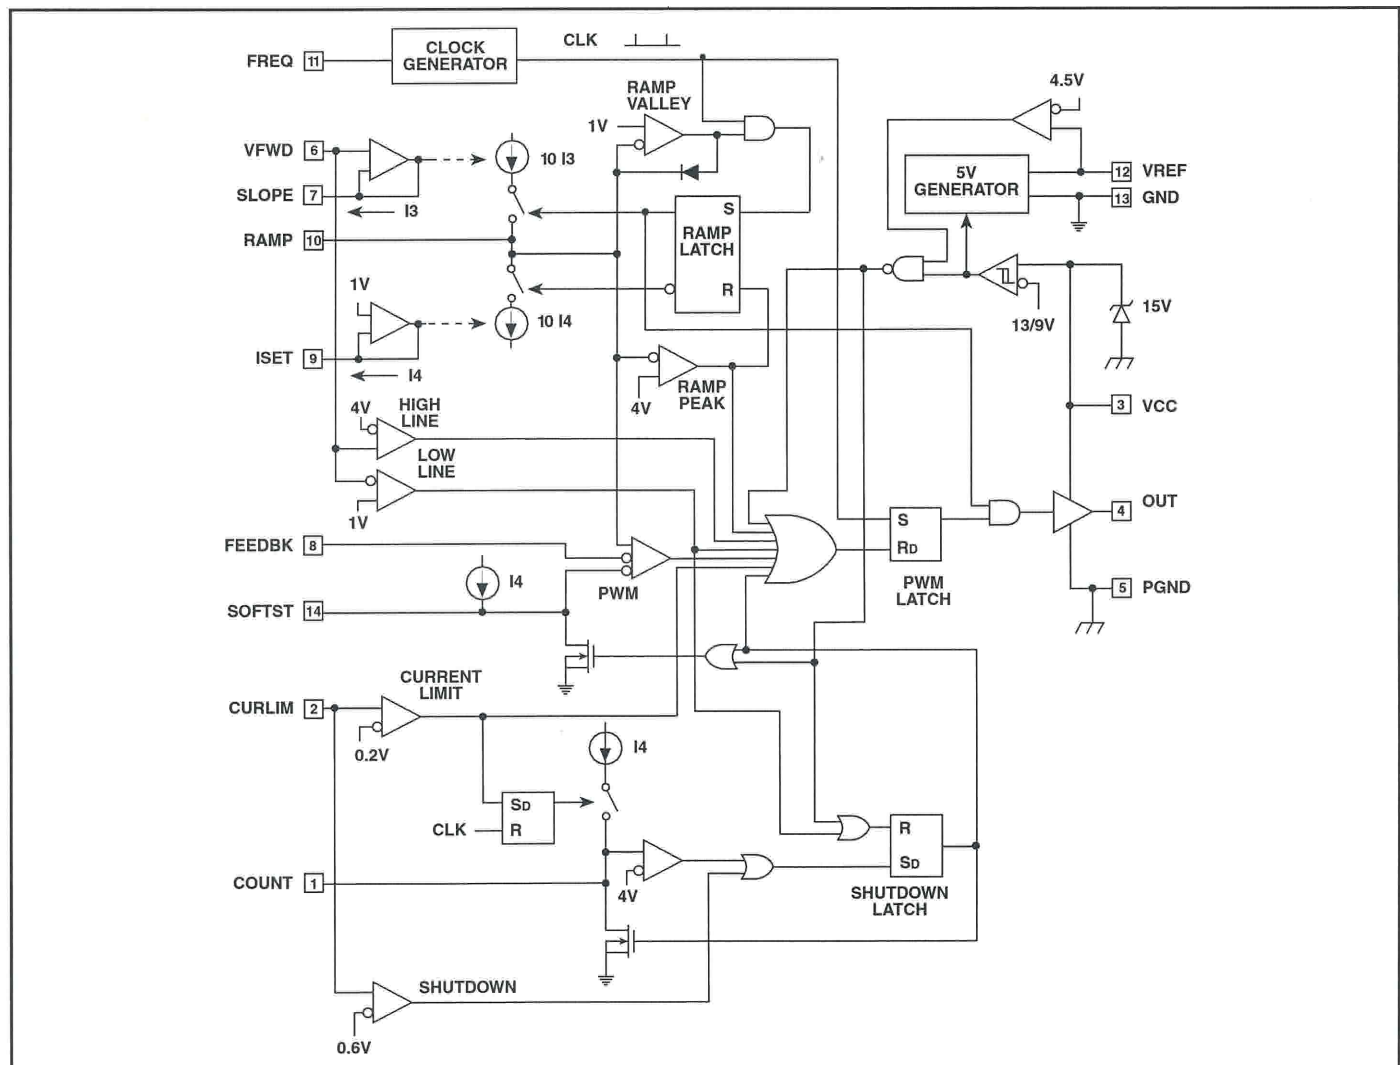 FREQ 11
CLOCK
GENERATOR
CLK
RAMP
VALLEY
1V
4.5V
VFWD 6
10 I3
5V
GENERATOR
12 VREF
SLOPE 7
I3
13 GND
S
RAMP
LATCH
R
RAMP 10
1V
13/9V
15V
10 I4
ISET 9
I4
4V
RAMP
PEAK
3 VCC
4V
HIGH
LINE
LOW
LINE
1V
4 OUT
S
RD
PWM
LATCH
FEEDBK 8
I4
PWM
5 PGND
SOFTST 14
CURRENT
LIMIT
CURLIM 2
0.2V
I4
SD
R
CLK
R
SD
SHUTDOWN
LATCH
4V
COUNT 1
SHUTDOWN
0.6V